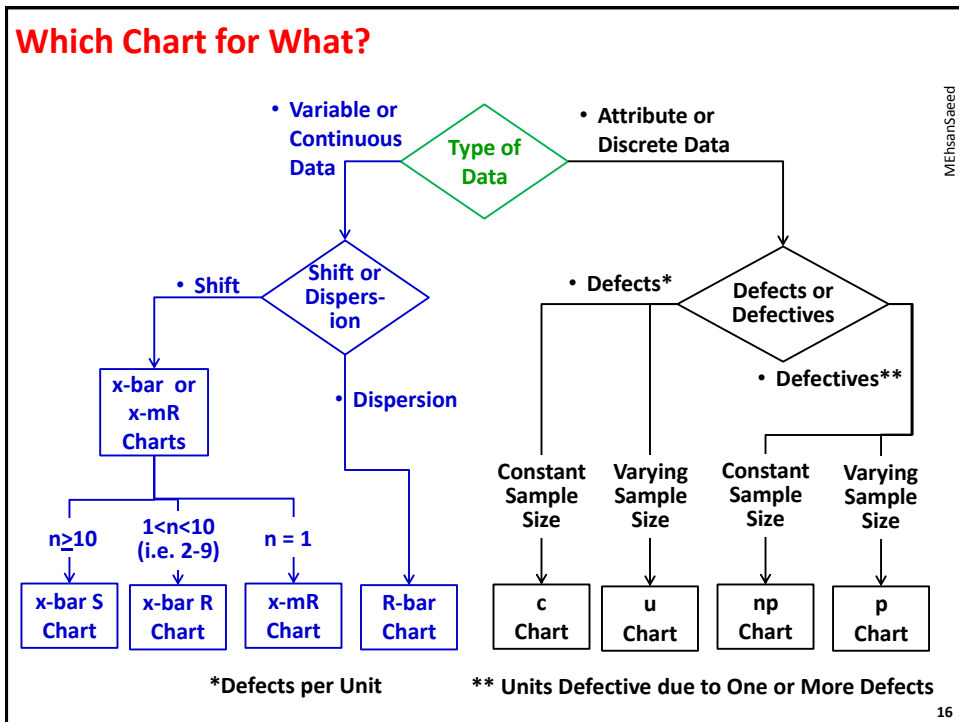 Which Chart for What?
MEhsanSaeed
• Variable or
Continuous
Data
Type of
Data
• Attribute or
Discrete Data
• Shift
Shift or
Dispers-
ion
• Defects*
Defects or
Defectives
x-bar or
x-mR
Charts
• Dispersion
• Defectives**
n≥10
1<n<10
(i.e. 2-9)
n = 1
Constant
Sample
Size
Varying
Sample
Size
Constant
Sample
Size
Varying
Sample
Size
x-bar S
Chart
x-bar R
Chart
x-mR
Chart
R-bar
Chart
c
Chart
u
Chart
np
Chart
p
Chart
*Defects per Unit
** Units Defective due to One or More Defects
16